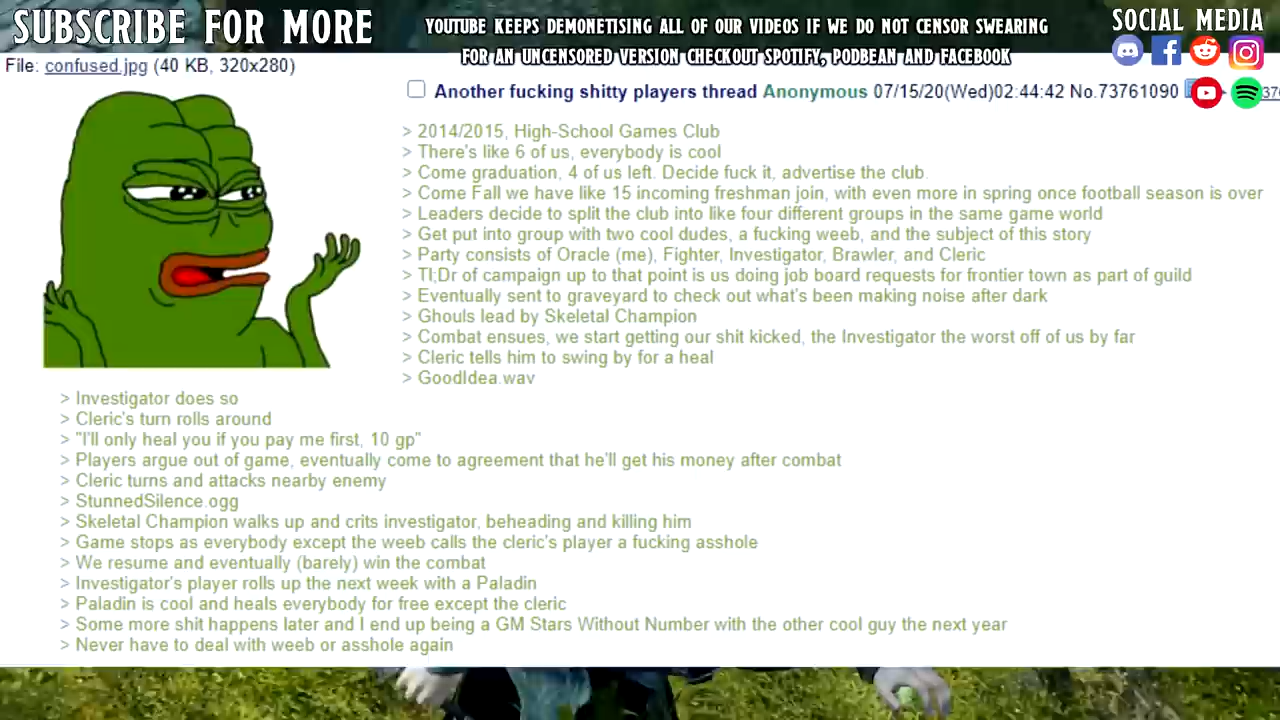 SUBSCRIBE FOR MORE
YOUTUBE KEEPS DEMONETISING ALL OF OUR VIDEOS IF WE DO NOT CENSOR SWEARING
FOR AN UNCENSORED VERSION CHECKOUT SPOTIFY, PODBEAN AND FACEBOOK
SOCIAL MEDIA
File: confused.jpg (40 KB, 320x280)
Another fucking shitty players thread Anonymous 07/15/20(Wed)02:44:42 No.73761090
> 2014/2015, High-School Games Club
> There's like 6 of us, everybody is cool
> Come graduation, 4 of us left. Decide fuck it, advertise the club.
> Come Fall we have like 15 incoming freshman join, with even more in spring once football season is over
> Leaders decide to split the club into like four different groups in the same game world
> Get put into group with two cool dudes, a fucking weeb, and the subject of this story
> Party consists of Oracle (me), Fighter, Investigator, Brawler, and Cleric
> Tl;Dr of campaign up to that point is us doing job board requests for frontier town as part of guild
> Eventually sent to graveyard to check out what's been making noise after dark
> Ghouls lead by Skeletal Champion
> Combat ensues, we start getting our shit kicked, the Investigator the worst off of us by far
> Cleric tells him to swing by for a heal
> GoodIdea.wav
> Investigator does so
> Cleric's turn rolls around
> "I'll only heal you if you pay me first, 10 gp"
> Players argue out of game, eventually come to agreement that he'll get his money after combat
> Cleric turns and attacks nearby enemy
> StunnedSilence.ogg
> Skeletal Champion walks up and crits investigator, beheading and killing him
> Game stops as everybody except the weeb calls the cleric's player a fucking asshole
> We resume and eventually (barely) win the combat
> Investigator's player rolls up the next week with a Paladin
> Paladin is cool and heals everybody for free except the cleric
> Some more shit happens later and I end up being a GM Stars Without Number with the other cool guy the next year
> Never have to deal with weeb or asshole again